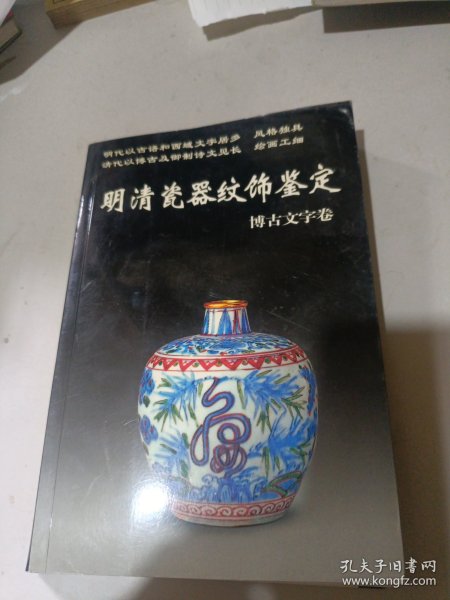 明代以吉语和西域文字居多 风格独具
清代以博古及御制诗文见长 绘画工细
明清瓷器纹饰鉴定
博古文字卷
孔夫子旧书网
www.kongfz.com